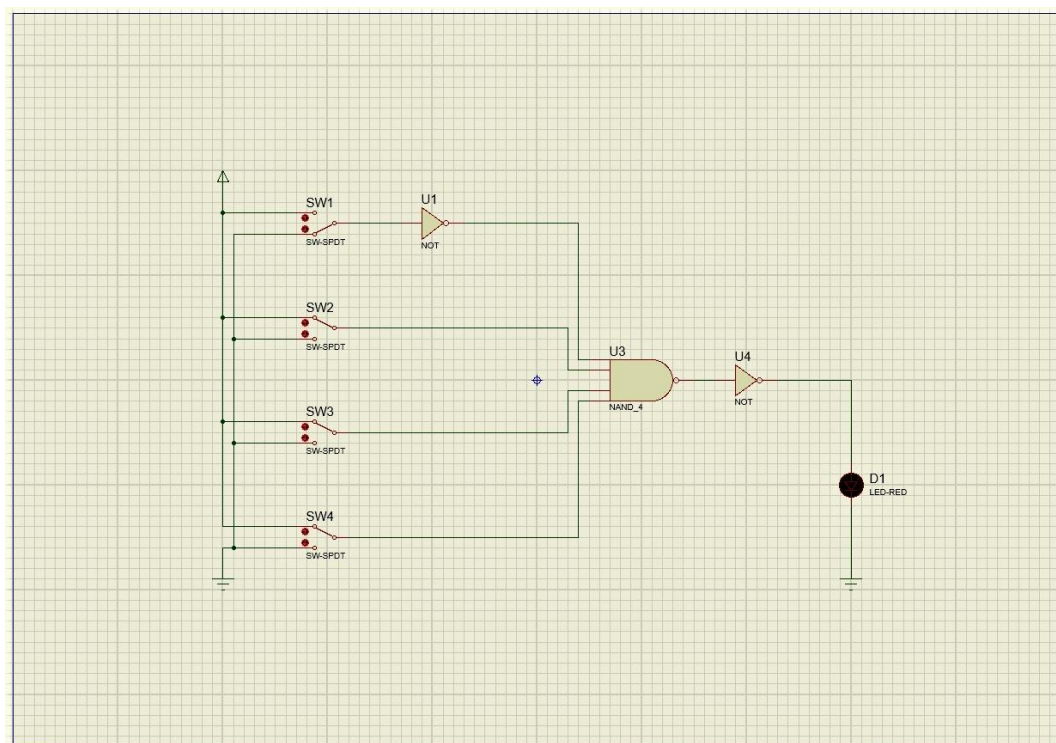 SW1
SW-SPDT
U1
NOT
SW2
SW-SPDT
U3
NAND_4
U4
NOT
SW3
SW-SPDT
D1
LED-RED
SW4
SW-SPDT